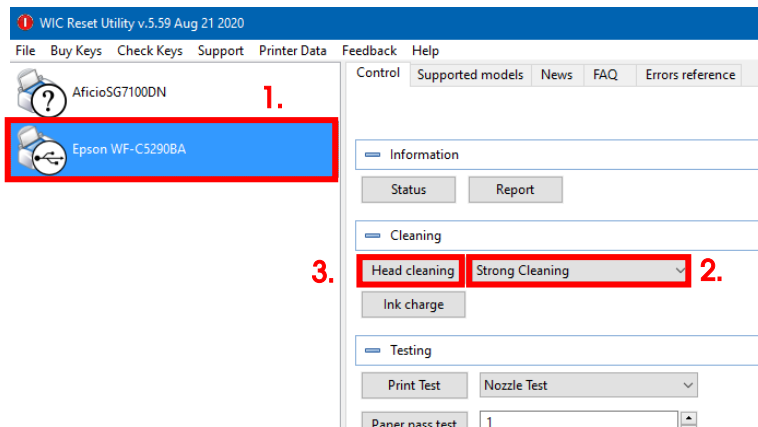 WIC Reset Utility v.5.59 Aug 21 2020
File Buy Keys Check Keys Support Printer Data Feedback Help
Control Supported models News FAQ Errors reference
AficioSG7100DN
1.
Epson WF-C5290BA
Information
Status Report
Cleaning
3. Head cleaning Strong Cleaning 2.
Ink charge
Testing
Print Test Nozzle Test
Paper pass test 1